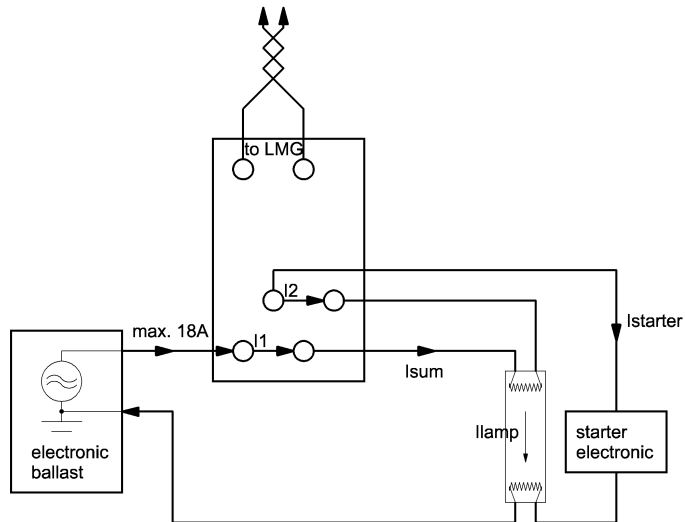 to LMG
I2
Istarter
max. 18A
I1
Isum
electronic
ballast
Ilamp
starter
electronic